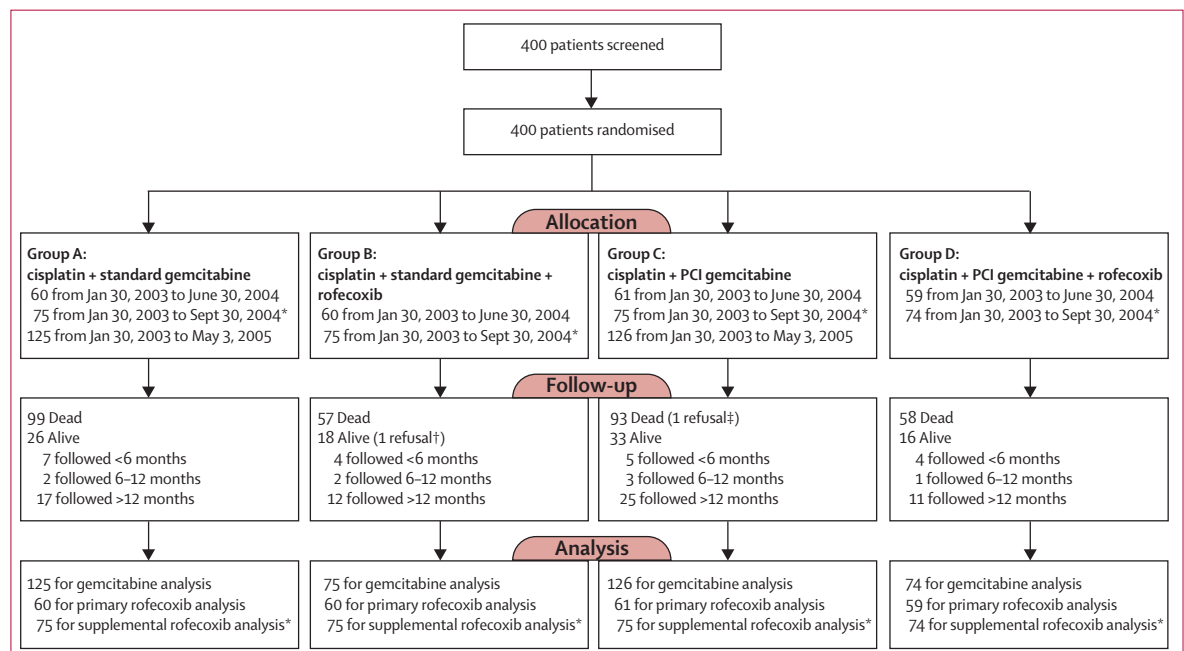 400 patients screened
400 patients randomised
Allocation
Group A:
cisplatin + standard gemcitabine
60 from Jan 30, 2003 to June 30, 2004
75 from Jan 30, 2003 to Sept 30, 2004*
125 from Jan 30, 2003 to May 3, 2005
Group B:
cisplatin + standard gemcitabine +
rofecoxib
60 from Jan 30, 2003 to June 30, 2004
75 from Jan 30, 2003 to Sept 30, 2004*
Group C:
cisplatin + PCI gemcitabine
61 from Jan 30, 2003 to June 30, 2004
75 from Jan 30, 2003 to Sept 30, 2004*
126 from Jan 30, 2003 to May 3, 2005
Group D:
cisplatin + PCI gemcitabine + rofecoxib
59 from Jan 30, 2003 to June 30, 2004
74 from Jan 30, 2003 to Sept 30, 2004*
Follow-up
99 Dead
26 Alive
7 followed <6 months
2 followed 6–12 months
17 followed >12 months
57 Dead
18 Alive (1 refusal†)
4 followed <6 months
2 followed 6–12 months
12 followed >12 months
93 Dead (1 refusal‡)
33 Alive
5 followed <6 months
3 followed 6–12 months
25 followed >12 months
58 Dead
16 Alive
4 followed <6 months
1 followed 6–12 months
11 followed >12 months
Analysis
125 for gemcitabine analysis
60 for primary rofecoxib analysis
75 for supplemental rofecoxib analysis*
75 for gemcitabine analysis
60 for primary rofecoxib analysis
75 for supplemental rofecoxib analysis*
126 for gemcitabine analysis
61 for primary rofecoxib analysis
75 for supplemental rofecoxib analysis*
74 for gemcitabine analysis
59 for primary rofecoxib analysis
74 for supplemental rofecoxib analysis*